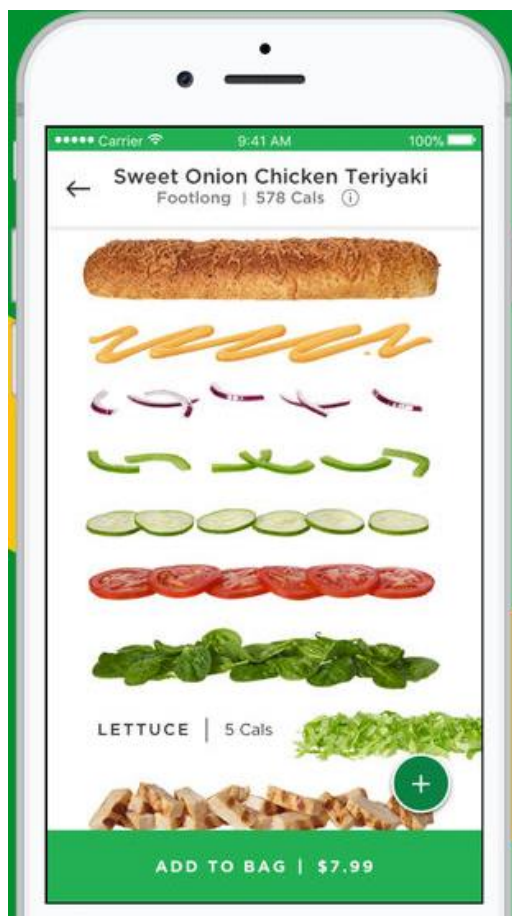 Carrier 9:41 AM 100%
Sweet Onion Chicken Teriyaki
Footlong | 578 Cals
LETTUCE | 5 Cals
ADD TO BAG | $7.99